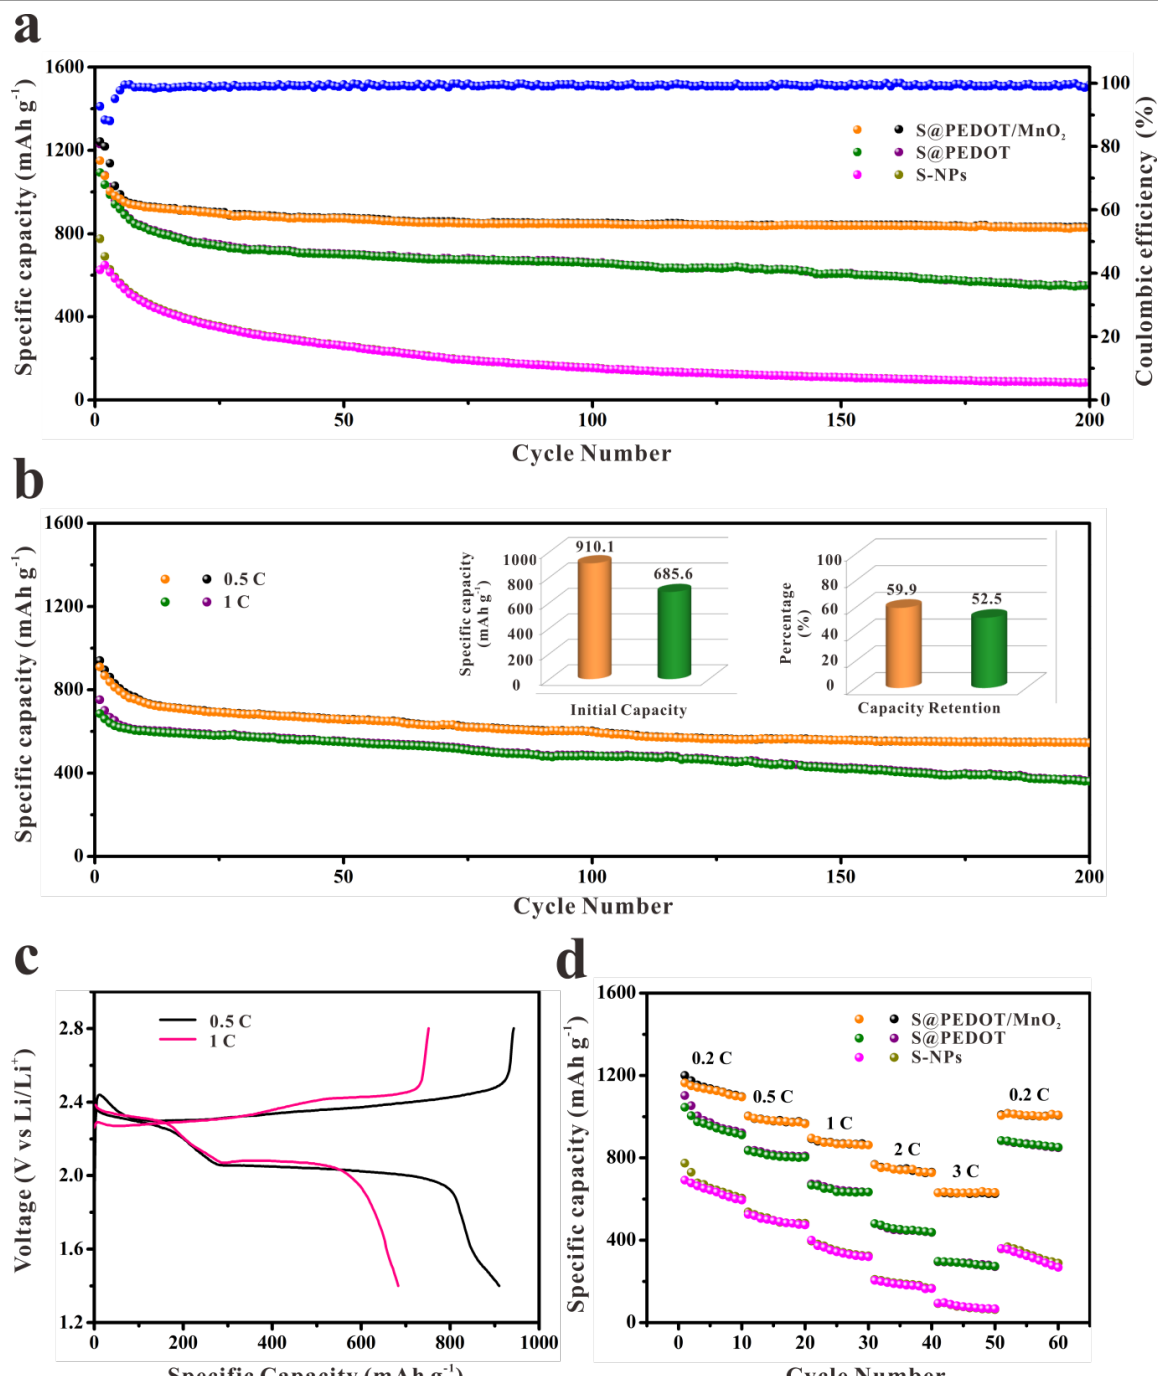 a
1600
1200
800
400
0
Specific capacity (mAh g⁻¹)
100
80
60
40
20
0
Coulombic efficiency (%)
S@PEDOT/MnO₂
S@PEDOT
S-NPs
0 50 100 150 200
Cycle Number
b
1600
1200
800
400
0
Specific capacity (mAh g⁻¹)
0.5 C
1 C
1000
800
600
400
200
0
Specific capacity
(mAh g⁻¹)
910.1
685.6
Initial Capacity
100
80
60
40
20
0
Percentage
(%)
59.9
52.5
Capacity Retention
0 50 100 150 200
Cycle Number
c
2.8
2.4
2.0
1.6
1.2
Voltage (V vs Li/Li⁺)
0.5 C
1 C
0 200 400 600 800 1000
Specific Capacity (mAh g⁻¹)
d
1600
1200
800
400
0
Specific capacity (mAh g⁻¹)
S@PEDOT/MnO₂
S@PEDOT
S-NPs
0.2 C
0.5 C
1 C
2 C
3 C
0.2 C
0 10 20 30 40 50 60
Cycle Number